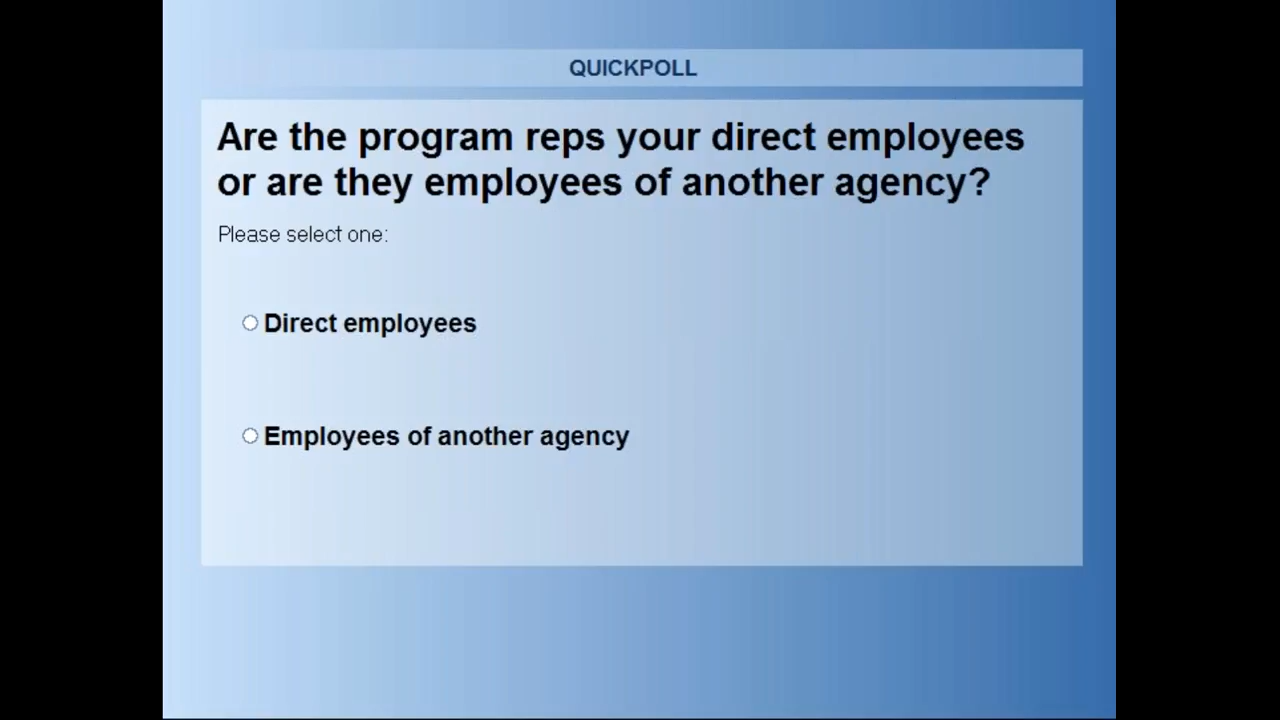 QUICKPOLL
Are the program reps your direct employees
or are they employees of another agency?
Please select one:
Direct employees
Employees of another agency